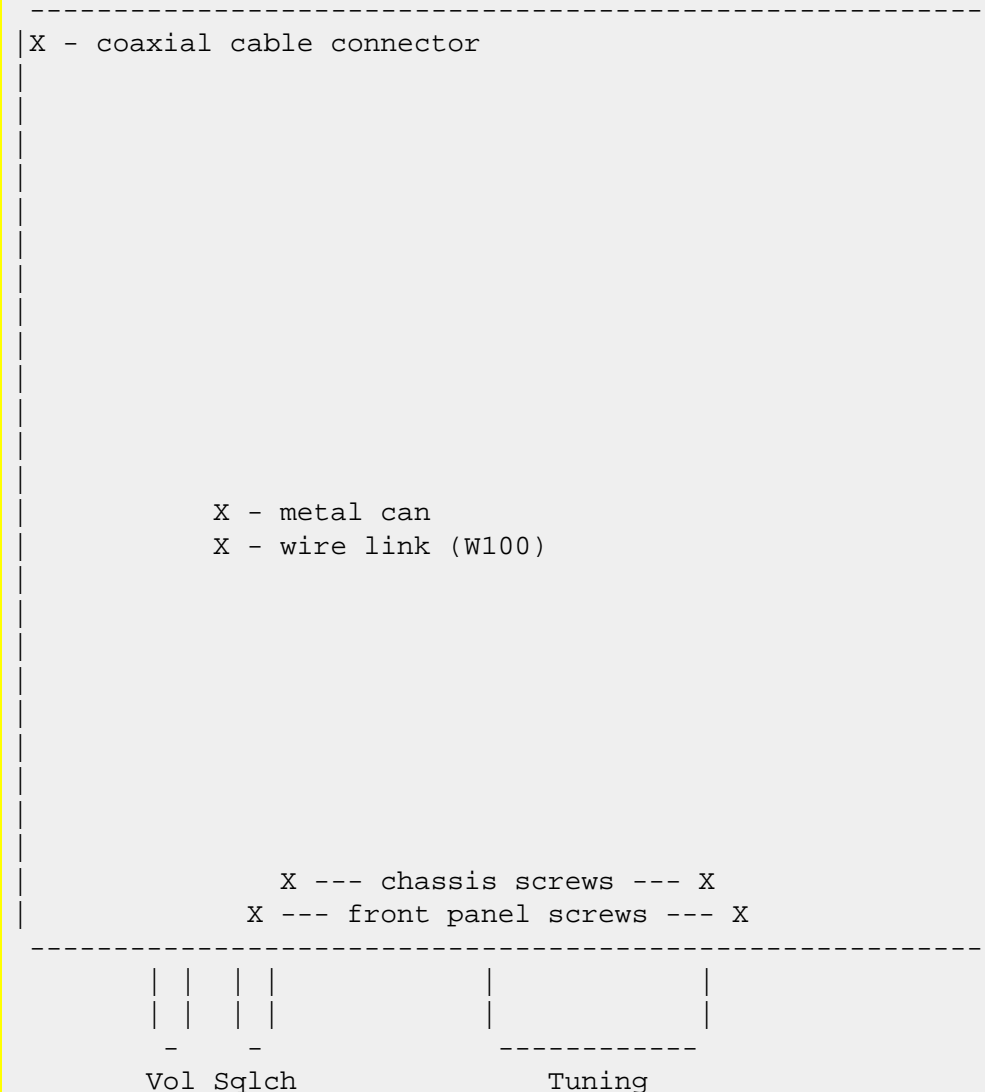 X - coaxial cable connector
X - metal can
X - wire link (W100)
X --- chassis screws --- X
X --- front panel screws --- X
Vol Sqlch Tuning